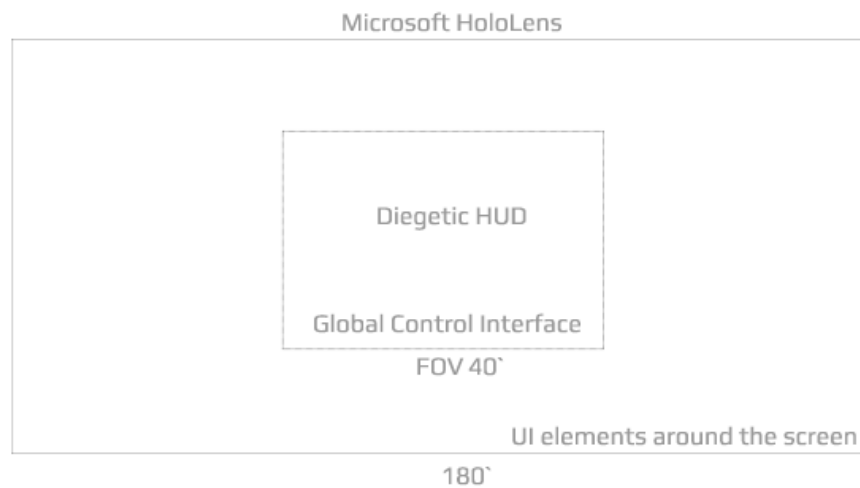 Microsoft HoloLens
Diegetic HUD
Global Control Interface
FOV 40`
UI elements around the screen
180`